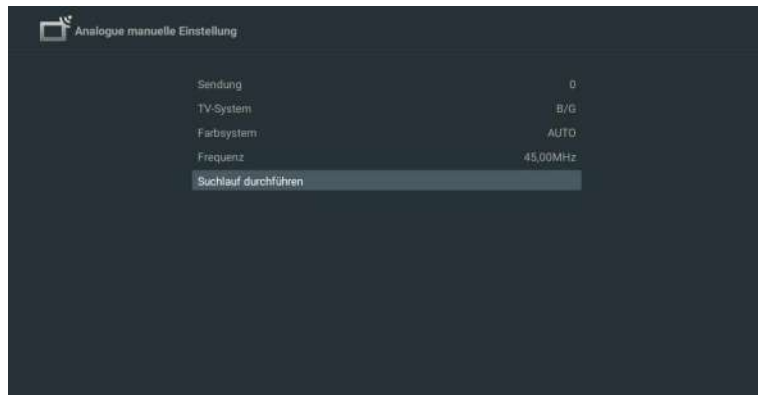 Analogue manuelle Einstellung
Sendung 0
TV-System B/G
Farbsystem AUTO
Frequenz 45,00MHz
Suchlauf durchführen